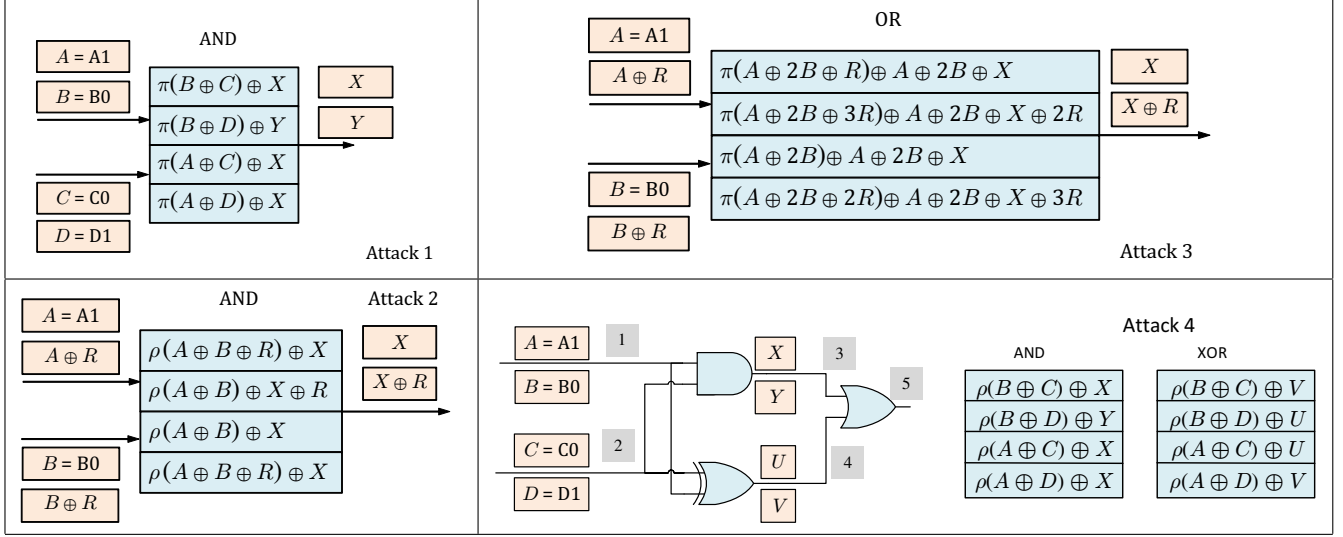 AND
A = A1
B = B0
π(B ⊕ C) ⊕ X
π(B ⊕ D) ⊕ Y
π(A ⊕ C) ⊕ X
π(A ⊕ D) ⊕ X
X
Y
C = C0
D = D1
Attack 1
OR
A = A1
A ⊕ R
π(A ⊕ 2B ⊕ R)⊕ A ⊕ 2B ⊕ X
π(A ⊕ 2B ⊕ 3R)⊕ A ⊕ 2B ⊕ X ⊕ 2R
π(A ⊕ 2B)⊕ A ⊕ 2B ⊕ X
π(A ⊕ 2B ⊕ 2R)⊕ A ⊕ 2B ⊕ X ⊕ 3R
X
X ⊕ R
B = B0
B ⊕ R
Attack 3
AND
Attack 2
A = A1
A ⊕ R
ρ(A ⊕ B ⊕ R) ⊕ X
ρ(A ⊕ B) ⊕ X ⊕ R
ρ(A ⊕ B) ⊕ X
ρ(A ⊕ B ⊕ R) ⊕ X
X
X ⊕ R
B = B0
B ⊕ R
A = A1
1
B = B0
X
3
Y
5
C = C0
2
D = D1
U
4
V
Attack 4
AND
XOR
ρ(B ⊕ C) ⊕ X
ρ(B ⊕ D) ⊕ Y
ρ(A ⊕ C) ⊕ X
ρ(A ⊕ D) ⊕ X
ρ(B ⊕ C) ⊕ V
ρ(B ⊕ D) ⊕ U
ρ(A ⊕ C) ⊕ U
ρ(A ⊕ D) ⊕ V